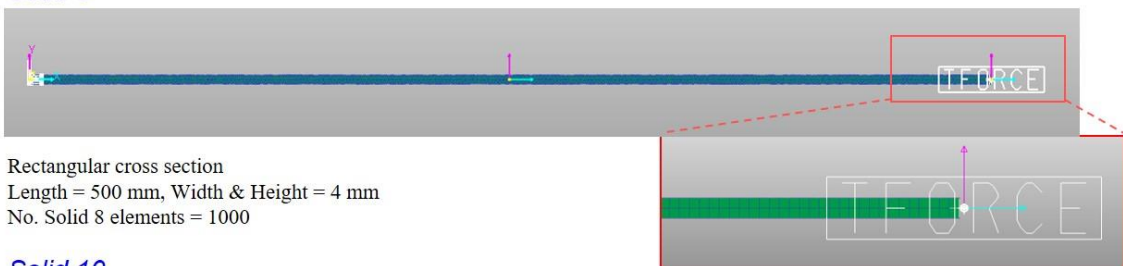 Y
X
TFORCE
Rectangular cross section
Length = 500 mm, Width & Height = 4 mm
No. Solid 8 elements = 1000
TFORCE